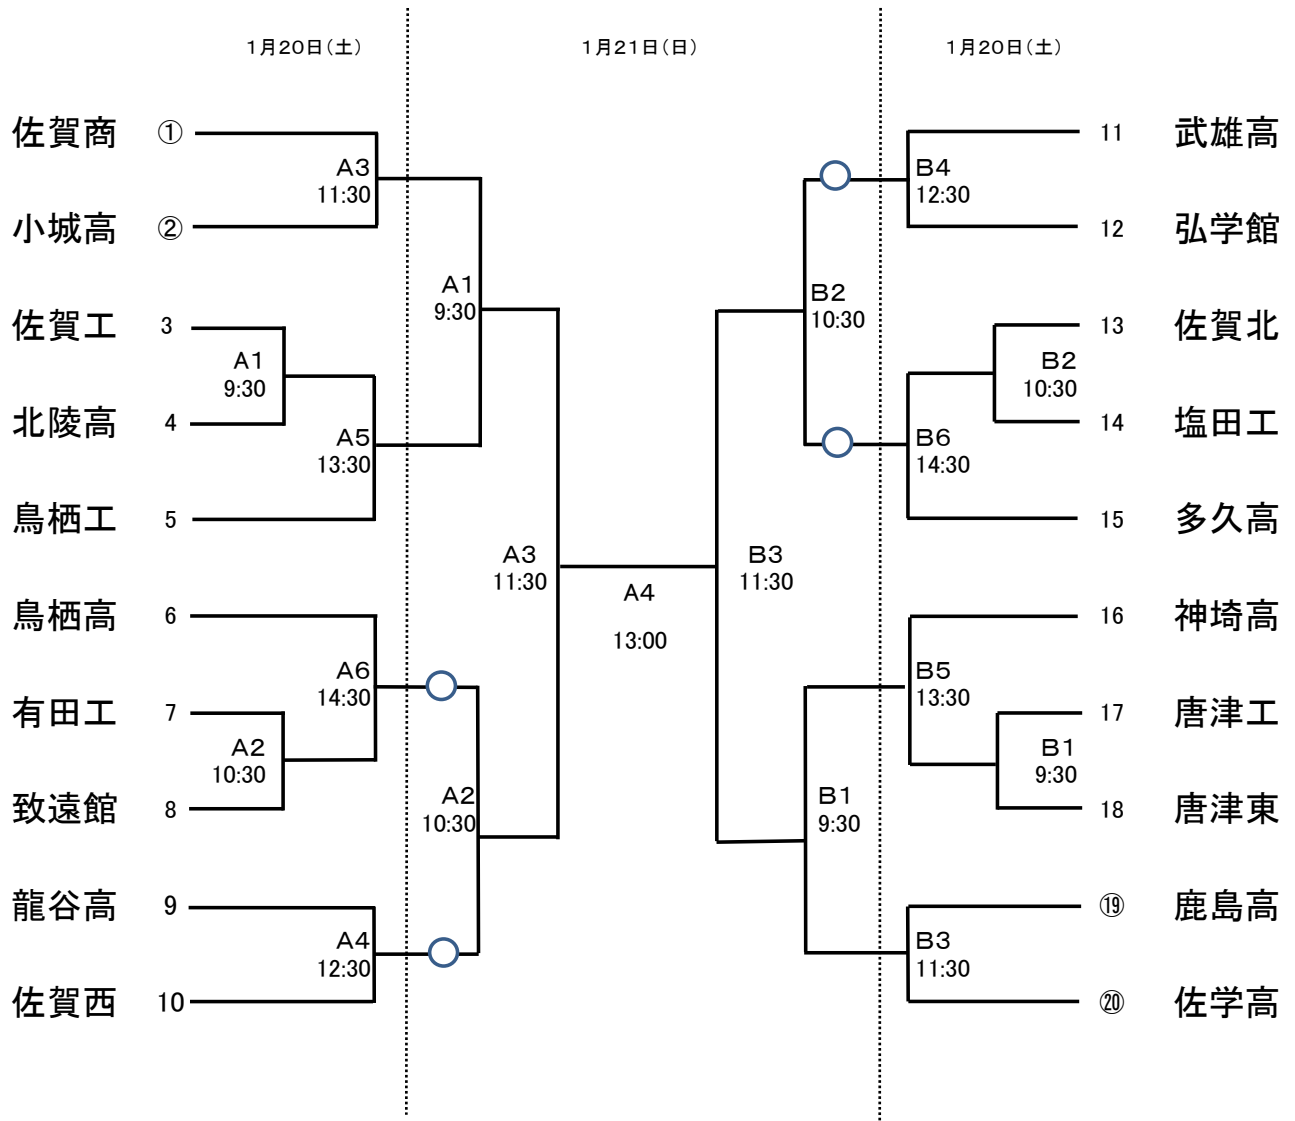 １月２０日（土）
１月２１日（日）
１月２０日（土）
佐賀商 ①
A3
11:30
小城高 ②
佐賀工 3
A1
9:30
北陵高 4
A5
13:30
鳥栖工 5
鳥栖高 6
A6
14:30
有田工 7
A2
10:30
致遠館 8
龍谷高 9
A4
12:30
佐賀西 10
A1
9:30
A2
10:30
A3
11:30
A4
13:00
B3
11:30
B2
10:30
B1
9:30
11 武雄高
B4
12:30
12 弘学館
13 佐賀北
B2
10:30
14 塩田工
B6
14:30
15 多久高
16 神埼高
B5
13:30
17 唐津工
B1
9:30
18 唐津東
⑲ 鹿島高
B3
11:30
⑳ 佐学高